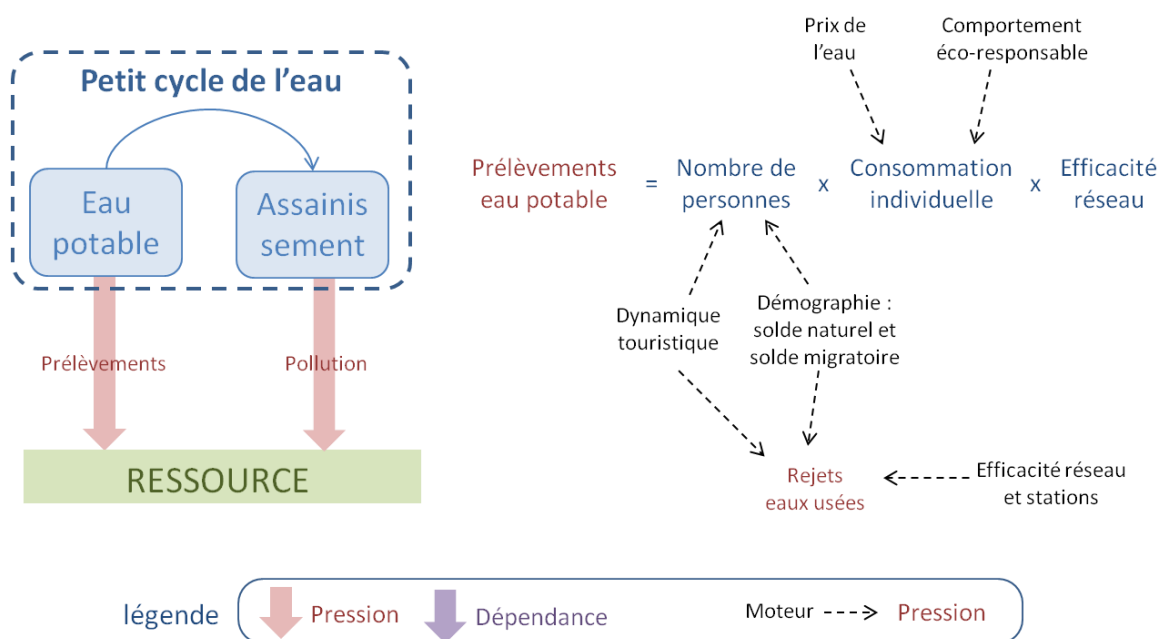 Petit cycle de l'eau
Eau
potable
Assainis
sement
Prélèvements
Pollution
RESSOURCE
Prix de
l'eau
Comportement
éco-responsable
Prélèvements
eau potable
=
Nombre de
personnes
x
Consommation
individuelle
x
Efficacité
réseau
Dynamique
touristique
Démographie :
solde naturel et
solde migratoire
Rejets
eaux usées
Efficacité réseau
et stations
légende
Pression
Dépendance
Moteur
Pression